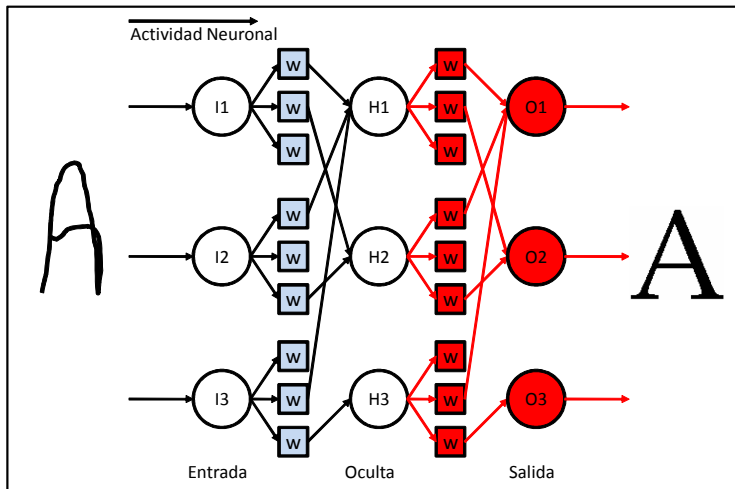 Actividad Neuronal
w w
I1 w H1 w O1
w w
w w
A I2 w H2 w O2 A
w w
w w
I3 w H3 w O3
w w
Entrada Oculta Salida